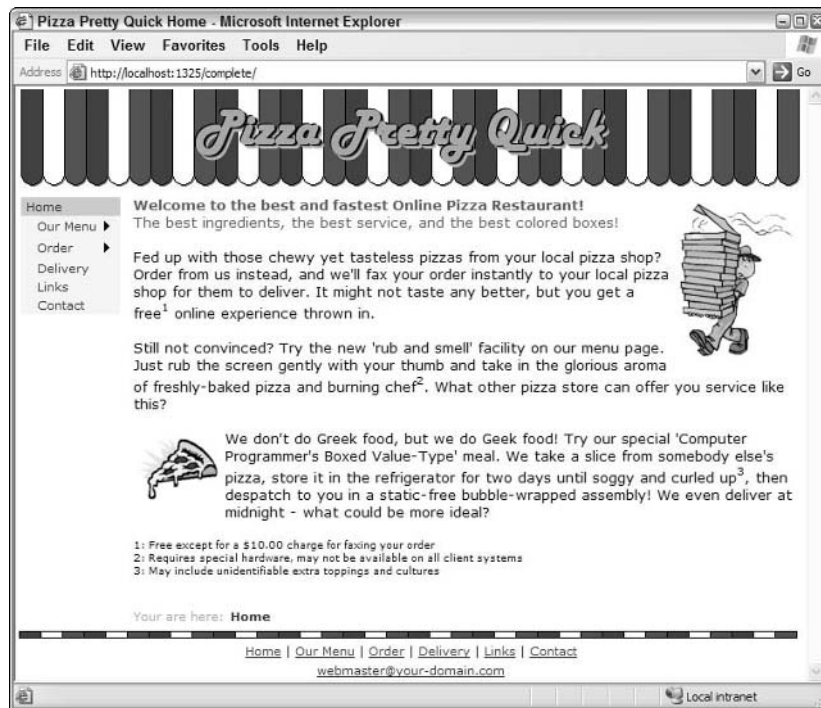 Pizza Pretty Quick Home - Microsoft Internet Explorer
File Edit View Favorites Tools Help
Address http://localhost:1325/complete/ Go
Pizza Pretty Quick
Home
Our Menu
Order
Delivery
Links
Contact
Welcome to the best and fastest Online Pizza Restaurant!
The best ingredients, the best service, and the best colored boxes!
Fed up with those chewy yet tasteless pizzas from your local pizza shop?
Order from us instead, and we'll fax your order instantly to your local pizza
shop for them to deliver. It might not taste any better, but you get a
free1 online experience thrown in.
Still not convinced? Try the new 'rub and smell' facility on our menu page.
Just rub the screen gently with your thumb and take in the glorious aroma
of freshly-baked pizza and burning chef2. What other pizza store can offer you service like
this?
We don't do Greek food, but we do Geek food! Try our special 'Computer
Programmer's Boxed Value-Type' meal. We take a slice from somebody else's
pizza, store it in the refrigerator for two days until soggy and curled up3, then
despatch to you in a static-free bubble-wrapped assembly! We even deliver at
midnight - what could be more ideal?
1: Free except for a $10.00 charge for faxing your order
2: Requires special hardware, may not be available on all client systems
3: May include unidentifiable extra toppings and cultures
Your are here: Home
Home | Our Menu | Order | Delivery | Links | Contact
webmaster@your-domain.com
Local intranet